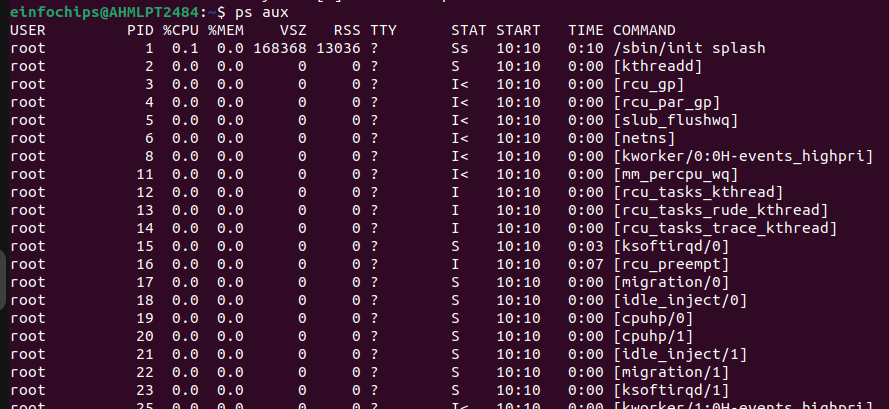 einfochips@AHMLPT2484:~$ ps aux
USER PID %CPU %MEM VSZ RSS TTY STAT START TIME COMMAND
root 1 0.1 0.0 168368 13036 ? Ss 10:10 0:10 /sbin/init splash
root 2 0.0 0.0 0 0 ? S 10:10 0:00 [kthreadd]
root 3 0.0 0.0 0 0 ? I< 10:10 0:00 [rcu_gp]
root 4 0.0 0.0 0 0 ? I< 10:10 0:00 [rcu_par_gp]
root 5 0.0 0.0 0 0 ? I< 10:10 0:00 [slub_flushwq]
root 6 0.0 0.0 0 0 ? I< 10:10 0:00 [netns]
root 8 0.0 0.0 0 0 ? I< 10:10 0:00 [kworker/0:0H-events_highpri]
root 11 0.0 0.0 0 0 ? I< 10:10 0:00 [mm_percpu_wq]
root 12 0.0 0.0 0 0 ? I 10:10 0:00 [rcu_tasks_kthread]
root 13 0.0 0.0 0 0 ? I 10:10 0:00 [rcu_tasks_rude_kthread]
root 14 0.0 0.0 0 0 ? I 10:10 0:00 [rcu_tasks_trace_kthread]
root 15 0.0 0.0 0 0 ? S 10:10 0:03 [ksoftirqd/0]
root 16 0.0 0.0 0 0 ? I 10:10 0:07 [rcu_preempt]
root 17 0.0 0.0 0 0 ? S 10:10 0:00 [migration/0]
root 18 0.0 0.0 0 0 ? S 10:10 0:00 [idle_inject/0]
root 19 0.0 0.0 0 0 ? S 10:10 0:00 [cpuhp/0]
root 20 0.0 0.0 0 0 ? S 10:10 0:00 [cpuhp/1]
root 21 0.0 0.0 0 0 ? S 10:10 0:00 [idle_inject/1]
root 22 0.0 0.0 0 0 ? S 10:10 0:00 [migration/1]
root 23 0.0 0.0 0 0 ? S 10:10 0:00 [ksoftirqd/1]
root 25 0.0 0.0 0 0 ? I< 10:10 0:00 [kworker/1:0H-events_highpri]